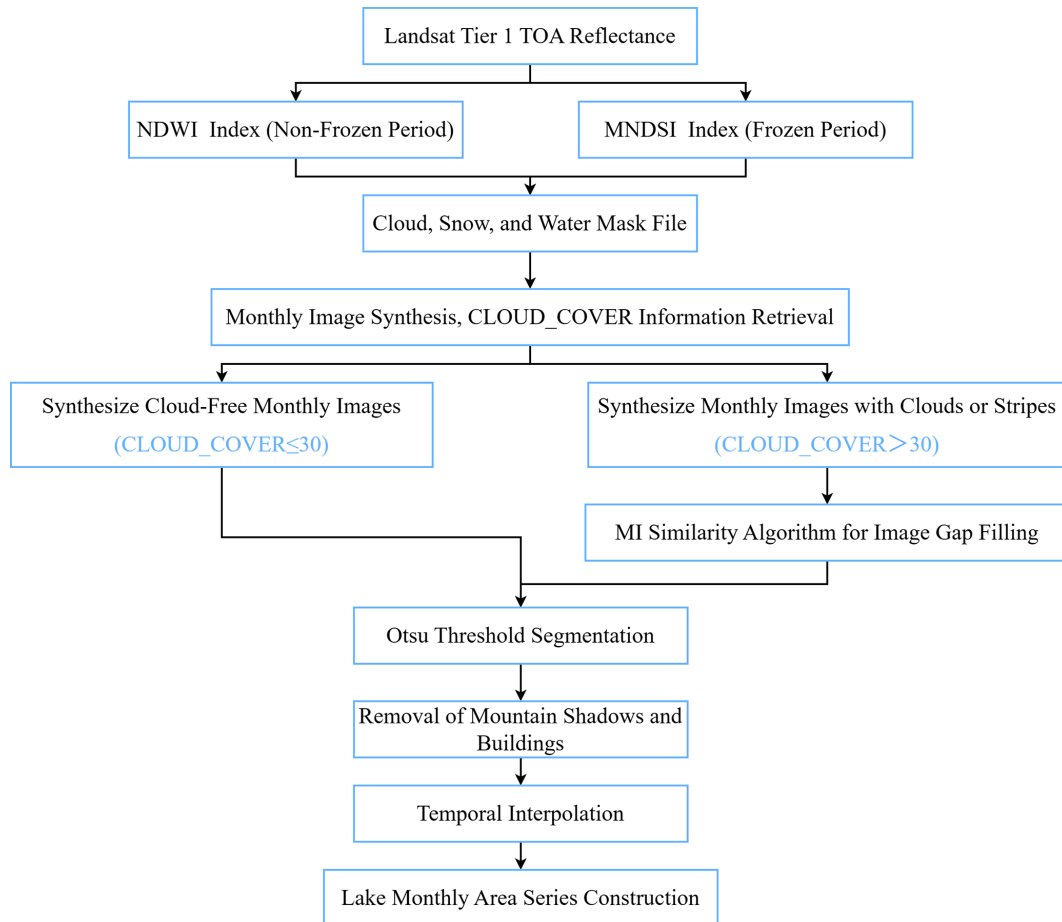 Landsat Tier 1 TOA Reflectance
NDWI  Index (Non-Frozen Period)
MNDSI  Index (Frozen Period)
Cloud, Snow, and Water Mask File
Monthly Image Synthesis, CLOUD_COVER Information Retrieval
Synthesize Cloud-Free Monthly Images
(CLOUD_COVER≤30)
Synthesize Monthly Images with Clouds or Stripes
(CLOUD_COVER＞30)
MI Similarity Algorithm for Image Gap Filling
Otsu Threshold Segmentation
Removal of Mountain Shadows and
Buildings
Temporal Interpolation
Lake Monthly Area Series Construction